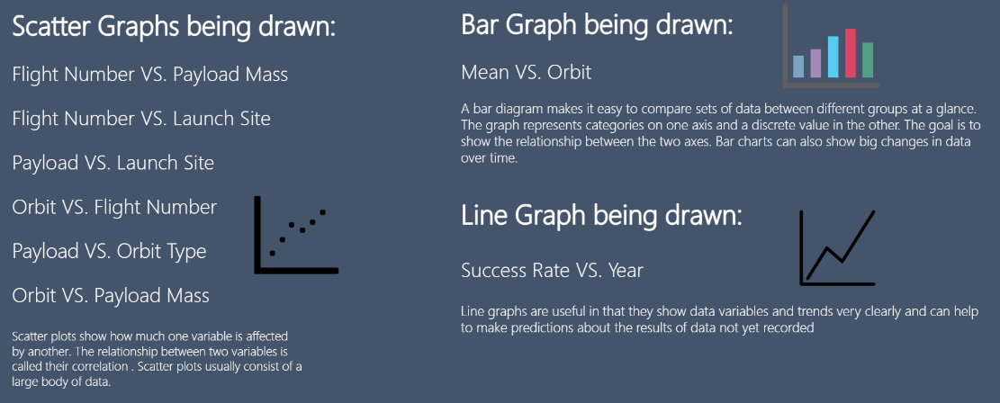 Scatter Graphs being drawn:
Flight Number VS. Payload Mass
Flight Number VS. Launch Site
Payload VS. Launch Site
Orbit VS. Flight Number
Payload VS. Orbit Type
Orbit VS. Payload Mass
Scatter plots show how much one variable is affected
by another. The relationship between two variables is
called their correlation . Scatter plots usually consist of a
large body of data.
Bar Graph being drawn:
Mean VS. Orbit
A bar diagram makes it easy to compare sets of data between different groups at a glance.
The graph represents categories on one axis and a discrete value in the other. The goal is to
show the relationship between the two axes. Bar charts can also show big changes in data
over time.
Line Graph being drawn:
Success Rate VS. Year
Line graphs are useful in that they show data variables and trends very clearly and can help
to make predictions about the results of data not yet recorded